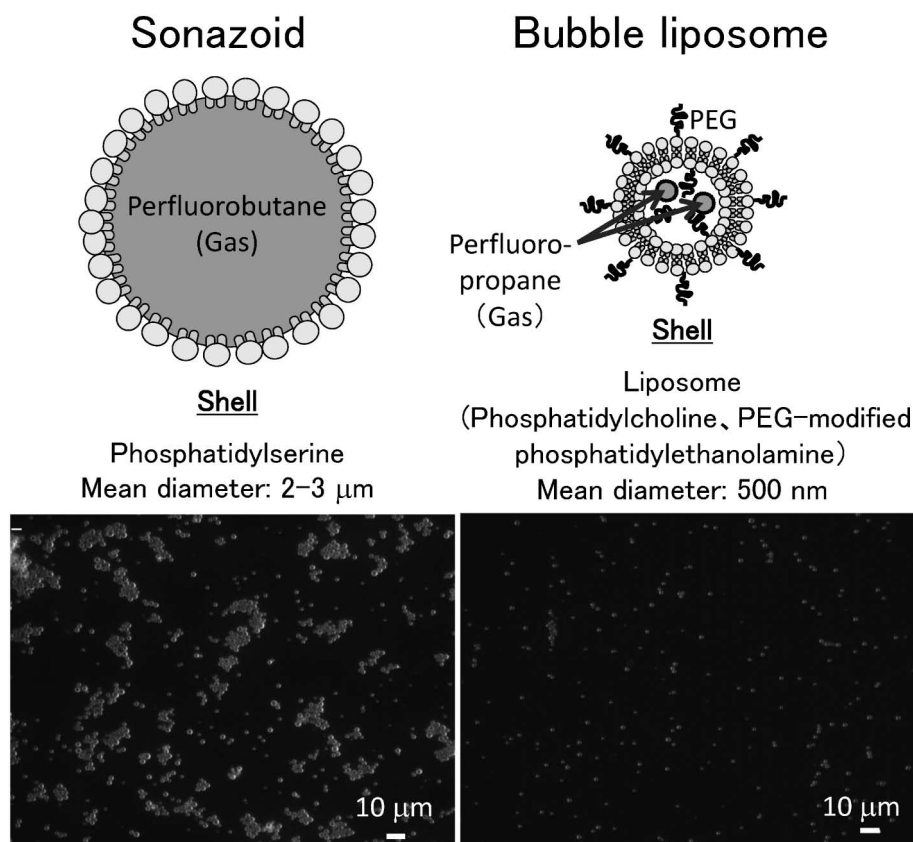 Sonazoid
Perfluorobutane
(Gas)
Shell
Phosphatidylserine
Mean diameter: 2-3 μm
10 μm
Bubble liposome
PEG
Perfluoro-
propane
(Gas)
Shell
Liposome
(Phosphatidylcholine、PEG-modified
phosphatidylethanolamine)
Mean diameter: 500 nm
10 μm